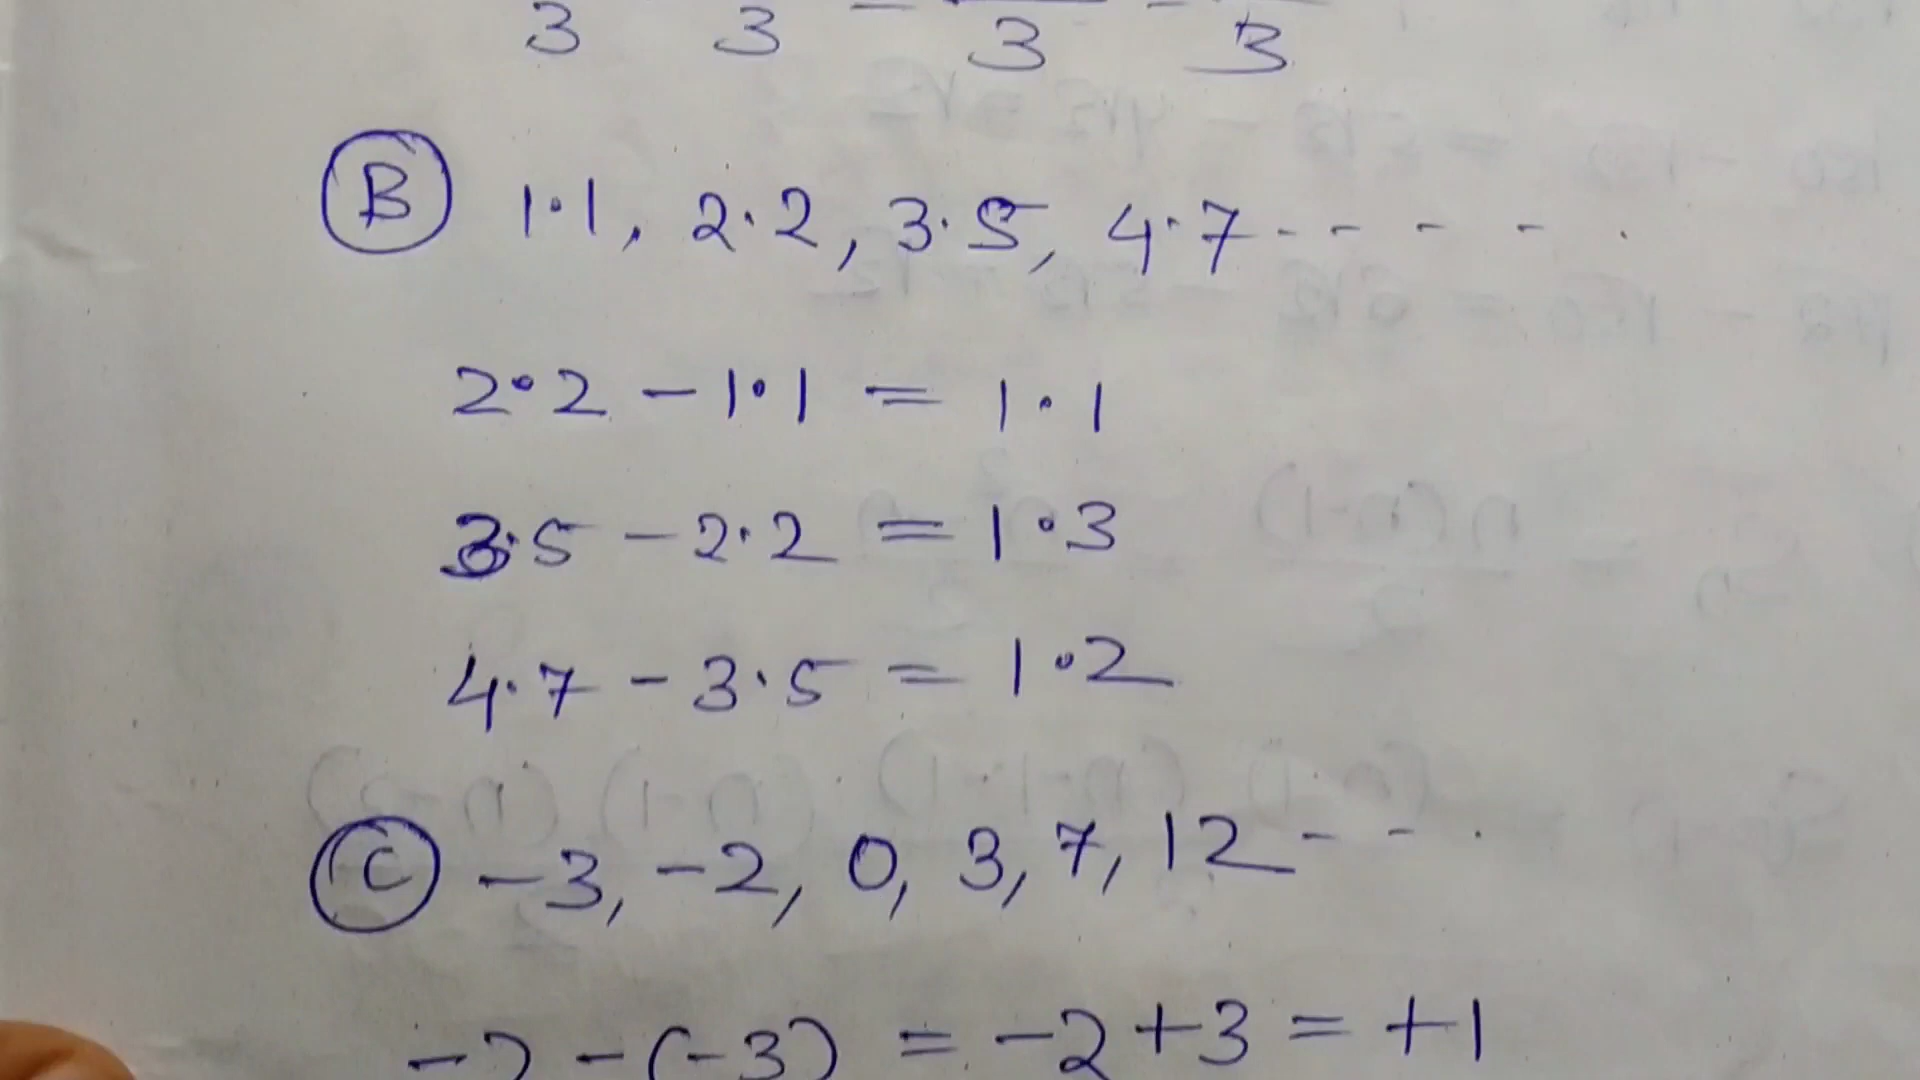 3 3 = 3 - 3
(B) 1·1, 2·2, 3·5, 4·7 - - - - - .
2·2 - 1·1 = 1·1
3·5 - 2·2 = 1·3
4·7 - 3·5 = 1·2
(C) -3, -2, 0, 3, 7, 12 - - .
-2 - (-3) = -2 + 3 = +1